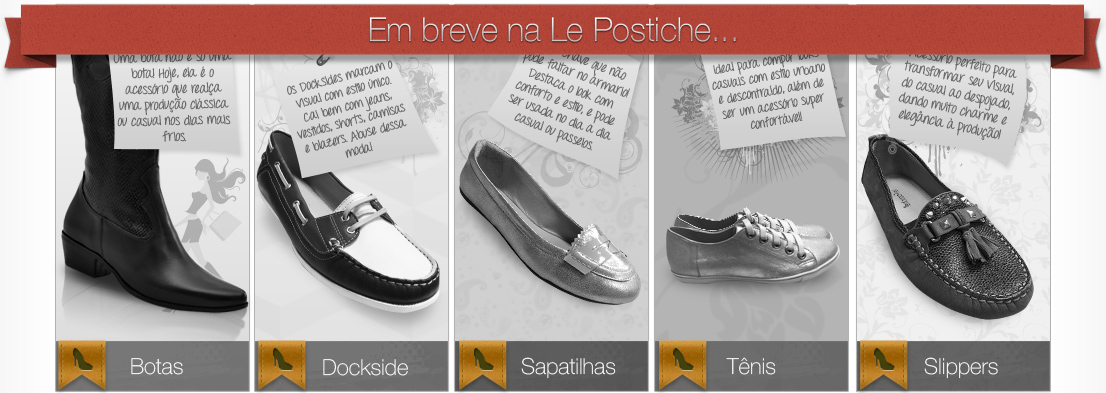 Em breve na Le Postiche...
Uma bota não é só uma
bota! Hoje, ela é o
acessório que realça
uma produção clássica
ou casual nos dias mais
frios.
Os Docksides marcam o
visual com estilo único.
Cai bem com jeans,
vestidos, shorts, camisas
e blazers. Abuse dessa
moda!
que não
pode faltar no armário!
Destaca o look com
conforto e estilo, e pode
ser usada no dia a dia
casual ou passeios.
Ideal para compor
casuais com estilo urbano
e descontraído, além de
ser um acessório super
confortável!
acessório perfeito para
transformar seu visual,
do casual ao despojado,
dando muito charme e
elegância à produção!
Botas
Dockside
Sapatilhas
Tênis
Slippers